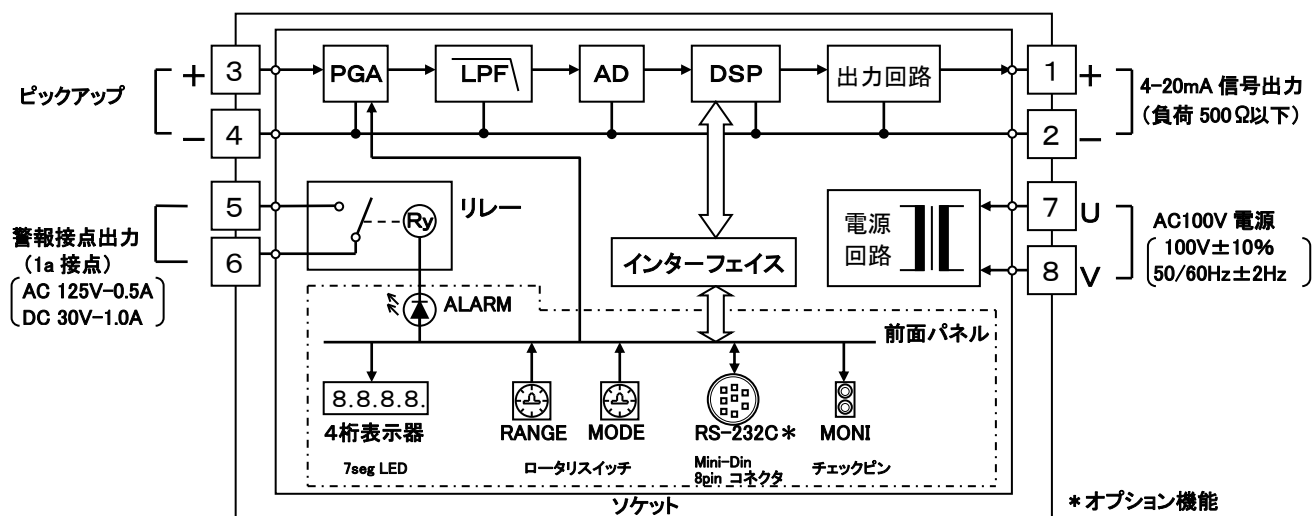 ピックアップ
+
3
4
−
PGA
LPF
AD
DSP
出力回路
1
+
2
−
4-20mA 信号出力
(負荷 500Ω以下)
警報接点出力
(1a 接点)
AC 125V-0.5A
DC 30V-1.0A
5
6
Ry
リレー
ALARM
インターフェイス
電源
回路
7
U
8
V
AC100V 電源
100V±10%
50/60Hz±2Hz
前面パネル
8.8.8.8.
4桁表示器
7seg LED
RANGE
MODE
ロータリスイッチ
RS-232C*
Mini-Din
8pin コネクタ
MONI
チェックピン
ソケット
*オプション機能